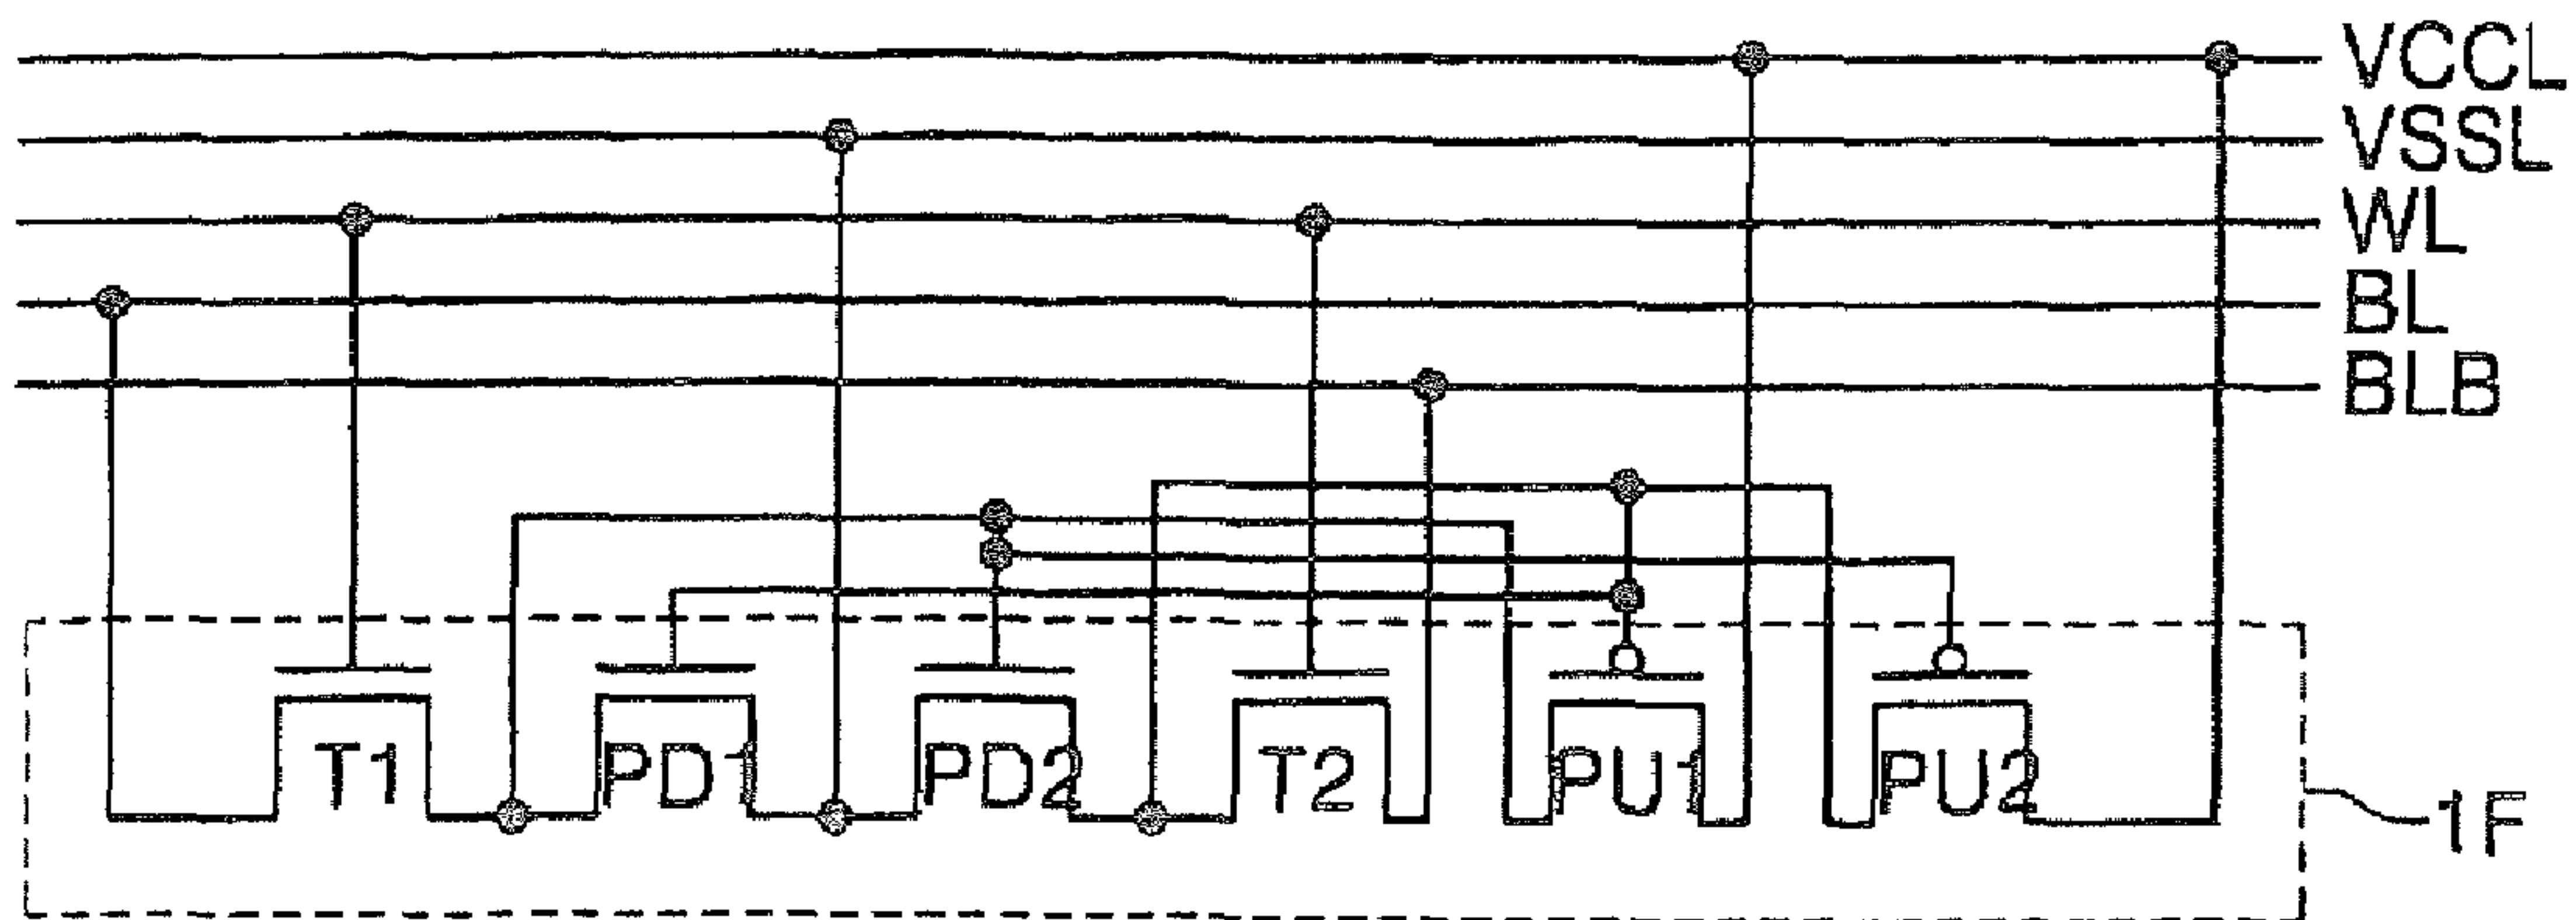 VCCL
VSSL
WL
BL
BLB
T1 PD1 PD2 T2 PU1 PU2
1F